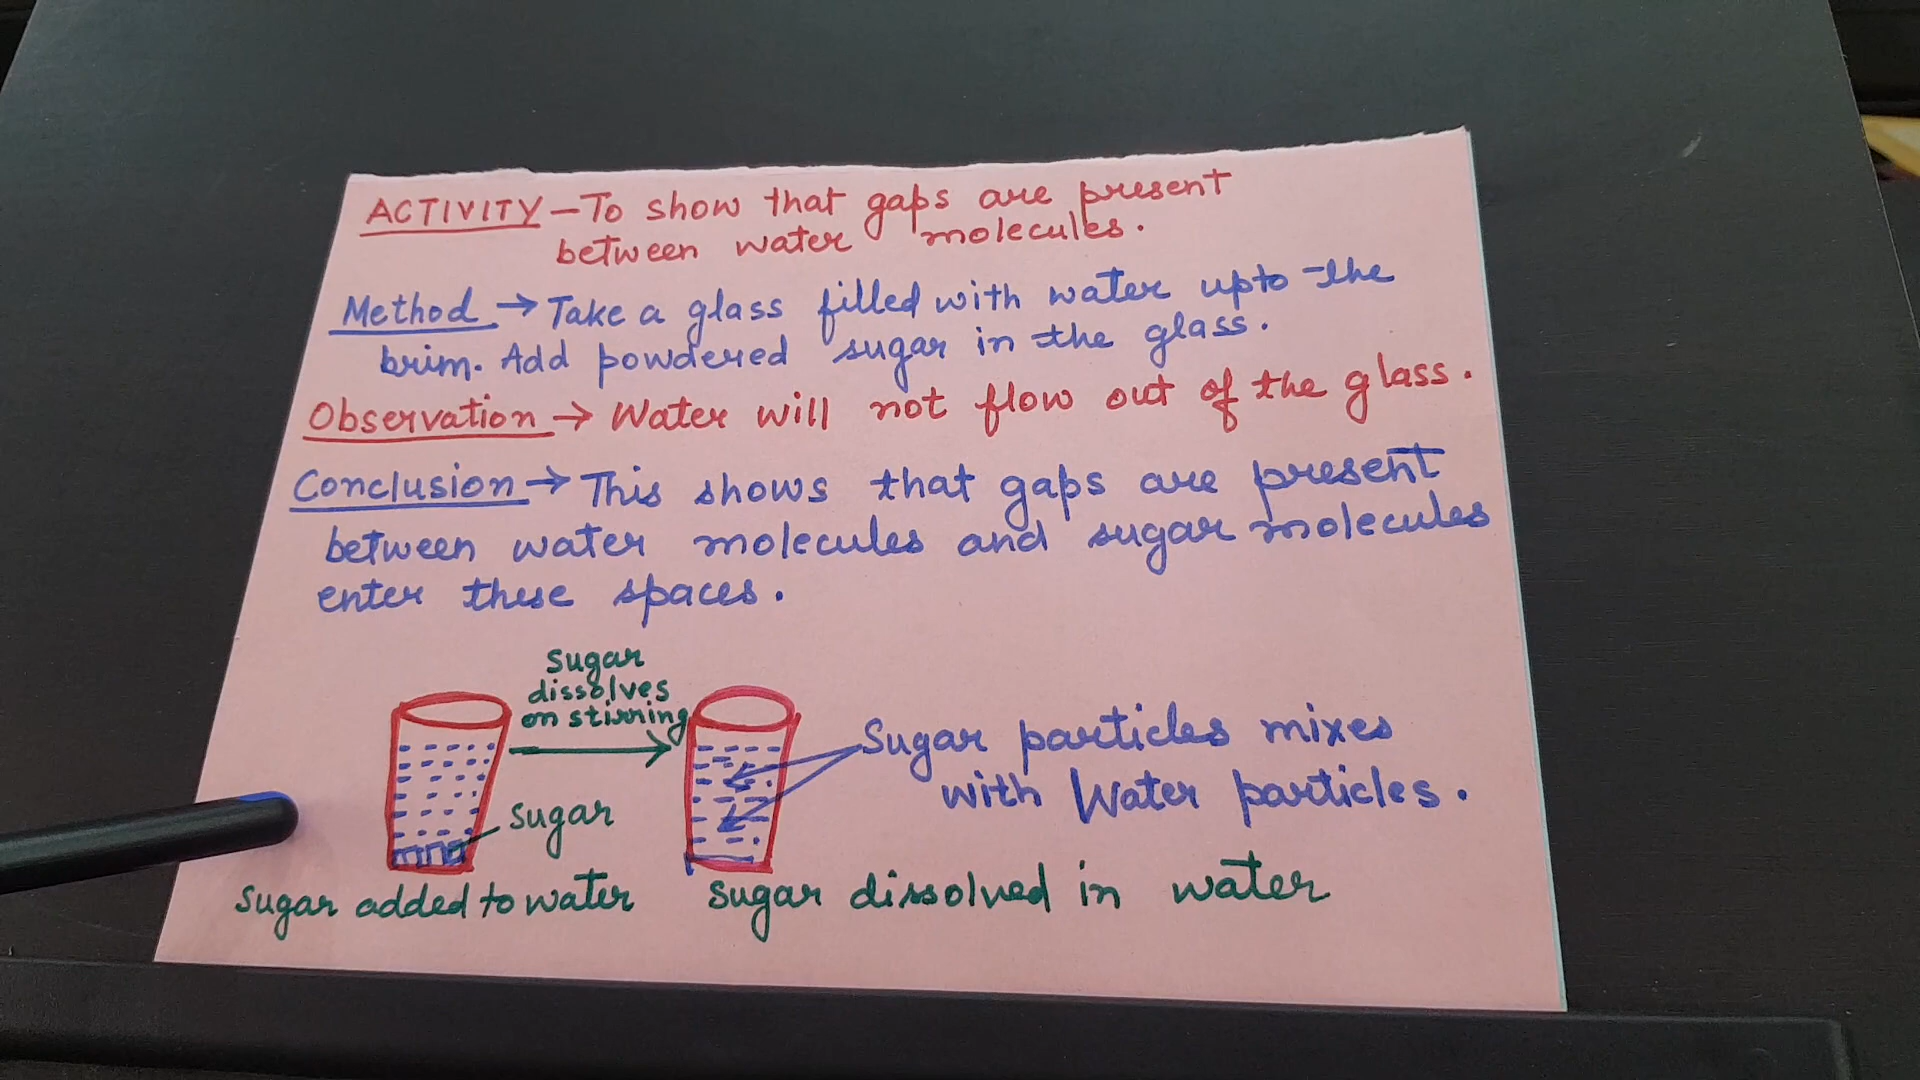 ACTIVITY - To show that gaps are present
between water molecules.
Method → Take a glass filled with water upto the
brim. Add powdered sugar in the glass.
Observation → Water will not flow out of the glass.
Conclusion → This shows that gaps are present
between water molecules and sugar molecules
enter these spaces.
Sugar
dissolves
on stirring
Sugar particles mixes
with Water particles.
Sugar
Sugar added to water
Sugar dissolved in water